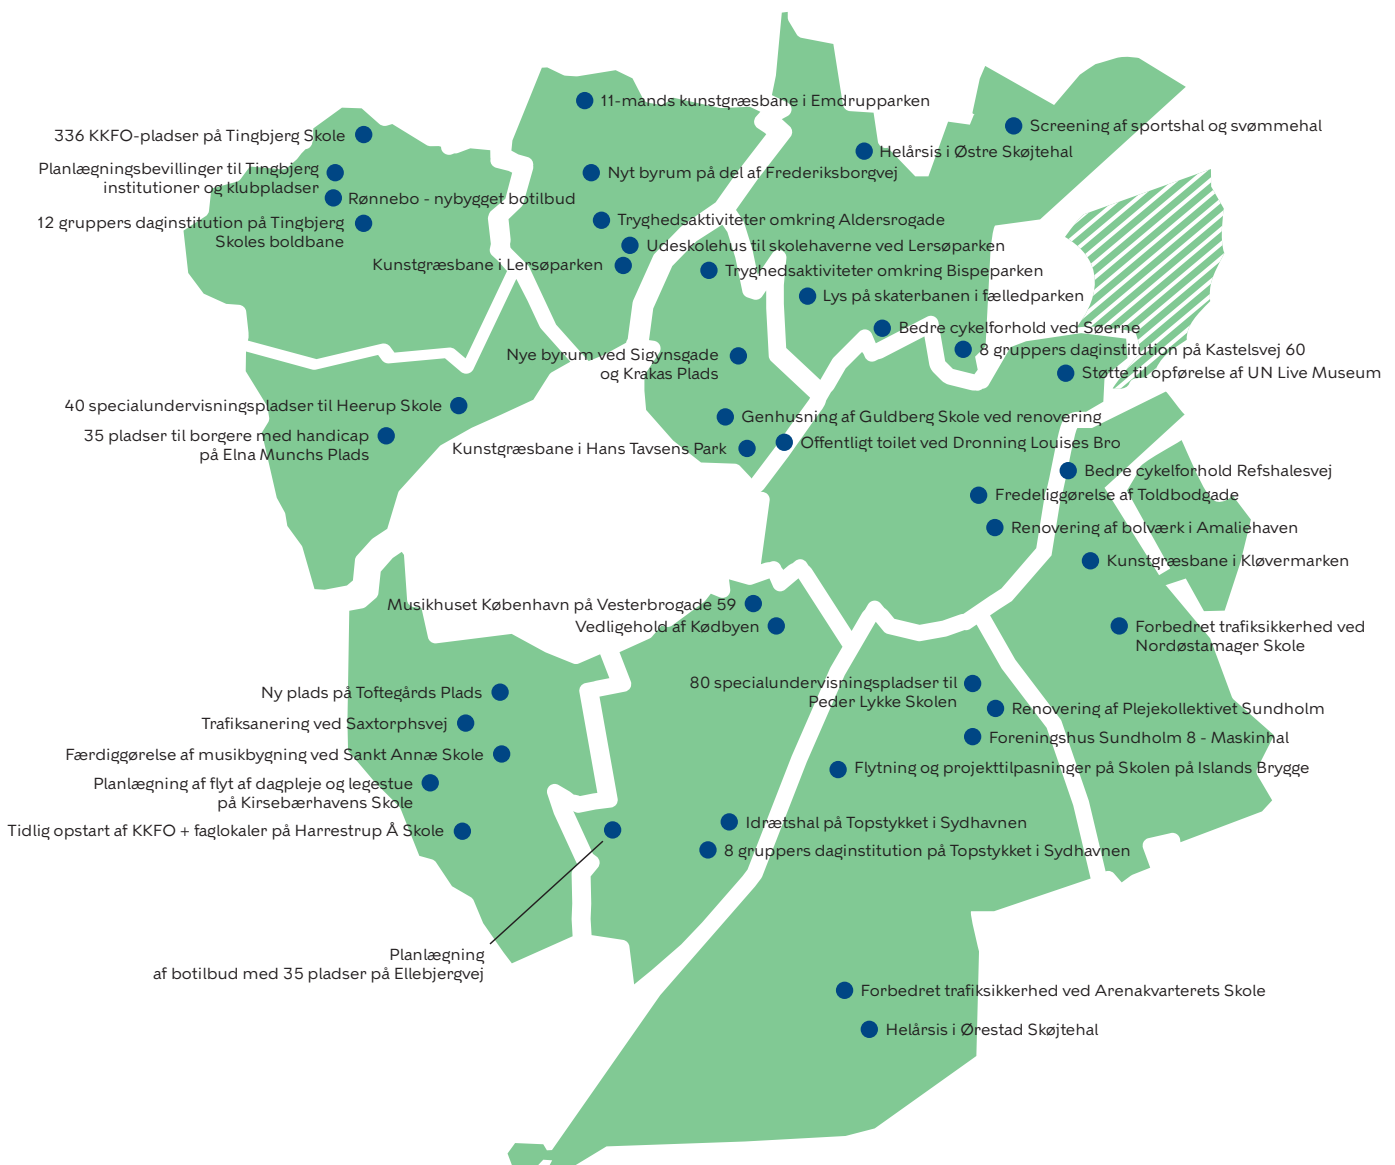 11-mands kunstgræsbane i Emdrupparken
Screening af sportshal og svømmehal
336 KKFO-pladser på Tingbjerg Skole
Helårsis i Østre Skøjtehal
Planlægningsbevillinger til Tingbjerg
institutioner og klubpladser
Nyt byrum på del af Frederiksborgvej
Rønnebo - nybygget botilbud
12 gruppers daginstitution på Tingbjerg
Skoles boldbane
Tryghedsaktiviteter omkring Aldersrogade
Udeskolehus til skolehaverne ved Lersøparken
Kunstgræsbane i Lersøparken
Tryghedsaktiviteter omkring Bispeparken
Lys på skaterbanen i fælledparken
Bedre cykelforhold ved Søerne
8 gruppers daginstitution på Kastelsvej 60
Nye byrum ved Sigynsgade
og Krakas Plads
Støtte til opførelse af UN Live Museum
40 specialundervisningspladser til Heerup Skole
Genhusning af Guldberg Skole ved renovering
35 pladser til borgere med handicap
på Elna Munchs Plads
Offentligt toilet ved Dronning Louises Bro
Kunstgræsbane i Hans Tavsens Park
Bedre cykelforhold Refshalesvej
Fredeliggørelse af Toldbodgade
Renovering af bolværk i Amaliehaven
Kunstgræsbane i Kløvermarken
Musikhuset København på Vesterbrogade 59
Vedligehold af Kødbyen
Forbedret trafiksikkerhed ved
Nordøstamager Skole
80 specialundervisningspladser til
Peder Lykke Skolen
Ny plads på Toftegårds Plads
Renovering af Plejekollektivet Sundholm
Trafiksanering ved Saxtorphsvej
Foreningshus Sundholm 8 - Maskinhal
Færdiggørelse af musikbygning ved Sankt Annæ Skole
Flytning og projekttilpasninger på Skolen på Islands Brygge
Planlægning af flyt af dagpleje og legestue
på Kirsebærhavens Skole
Idrætshal på Topstykket i Sydhavnen
Tidlig opstart af KKFO + faglokaler på Harrestrup Å Skole
8 gruppers daginstitution på Topstykket i Sydhavnen
Planlægning
af botilbud med 35 pladser på Ellebjergvej
Forbedret trafiksikkerhed ved Arenakvarterets Skole
Helårsis i Ørestad Skøjtehal